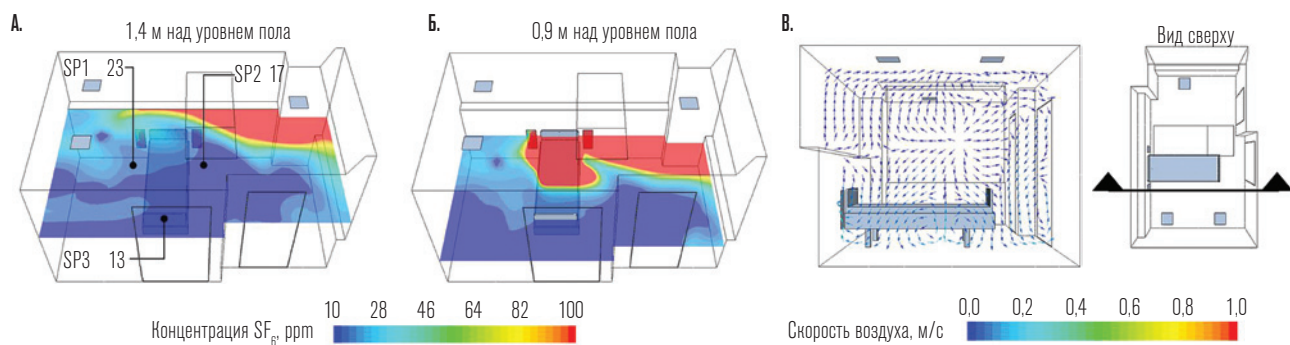 А.
1,4 м над уровнем пола
SP1 23
SP2 17
SP3 13
Б.
0,9 м над уровнем пола
В.
Вид сверху
Концентрация SF6, ppm
10 28 46 64 82 100
Скорость воздуха, м/с
0,0 0,2 0,4 0,6 0,8 1,0